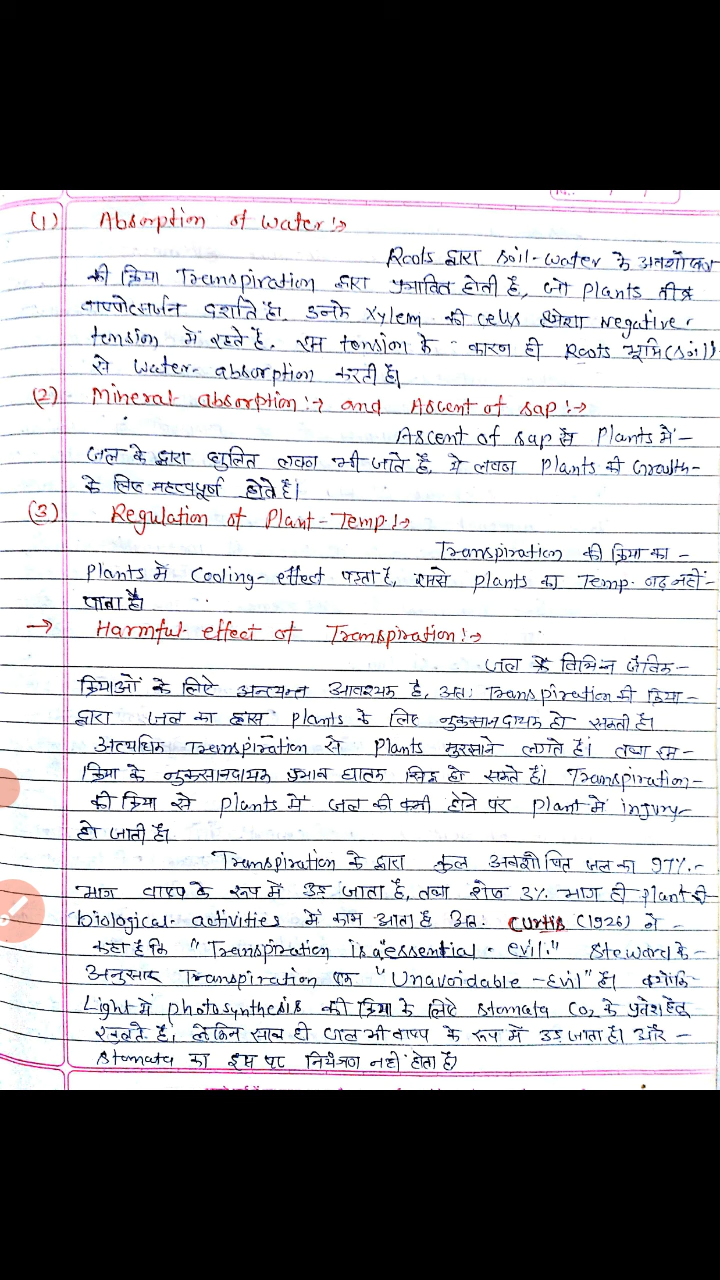 (1) Absorption of water :→
Roots द्वारा soil-water के अवशोषण
की क्रिया Transpiration द्वारा प्रभावित होती है, जो plants तीव्र
वाष्पोत्सर्जन दर्शाते है। उनके xylem की cells हमेशा Negative
tension में रहते है. इस tension के कारण ही Roots भूमि (soil)
से water-absorption करती है।
(2) Mineral absorption :→ and Ascent of sap :→
Ascent of sap से Plants में -
जल के द्वारा घुलित लवण भी जाते है, ये लवण plants की Growth-
के लिए महत्वपूर्ण होते है।
(3) Regulation of Plant-Temp. :→
Transpiration की क्रिया का -
plants में Cooling-effect पड़ता है, इससे plants का Temp. बढ़ नहीं-
पाता है।
→ Harmful effect of Transpiration :→
जल विभिन्न जैविक -
क्रियाओं के लिए अत्यन्त आवश्यक है, अतः Transpiration की क्रिया-
द्वारा जल का ह्रास plants के लिए नुकसानदायक हो सकती है।
अत्यधिक Transpiration से Plants मुरझाने लगते है। तथा इस-
क्रिया के नुकसानदायक प्रभाव घातक सिद्ध हो सकते है। Transpiration-
की क्रिया से plants में जल की कमी होने पर plant में injury
हो जाती है।
Transpiration के द्वारा कुल अवशोषित जल का 97%.-
भाग वाष्प के रूप में उड़ जाता है, तथा शेष 3% भाग ही plant की
biological-activities में काम आता है अतः Curtis (1926) ने -
कहा है कि "Transpiration is a essential - evil." Steward के -
अनुसार Transpiration एक "Unavoidable - Evil" है। क्योंकि
Light में photosynthesis की क्रिया के लिए stomata CO2 के प्रवेश हेतु
खुलते है, लेकिन साथ ही जल भी वाष्प के रूप में उड़ जाता है। और -
stomata का इस पर नियंत्रण नही होता है।